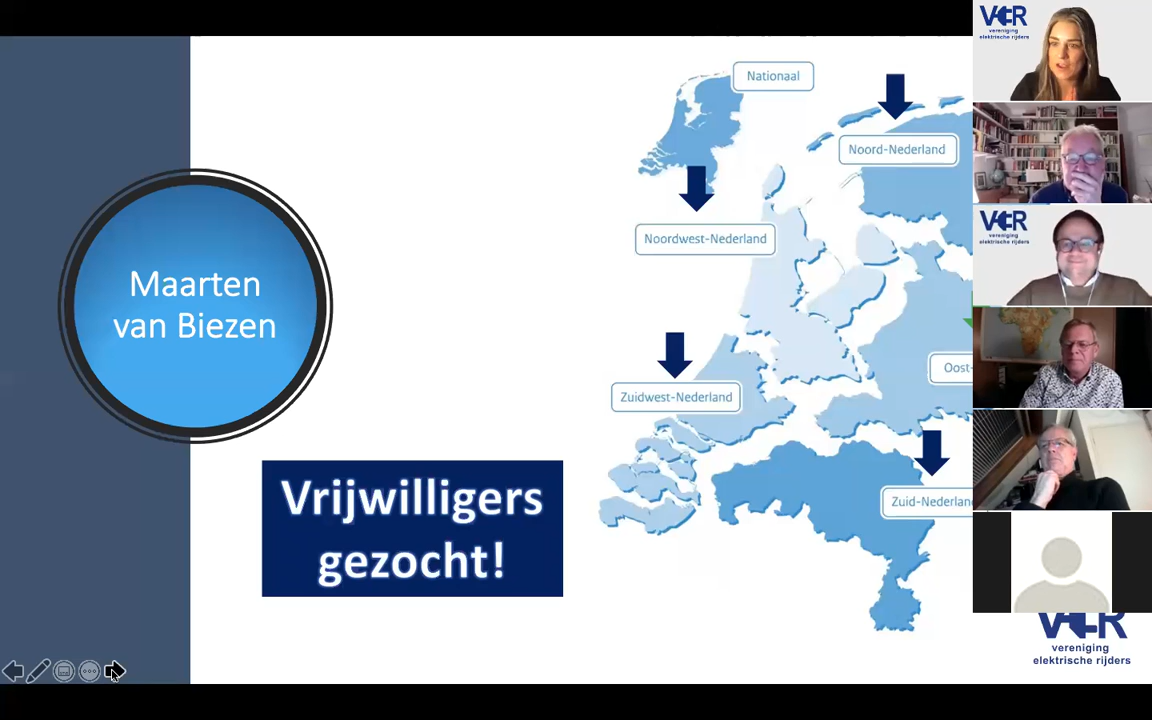 Maarten
van Biezen
Vrijwilligers
gezocht!
Nationaal
Noord-Nederland
Noordwest-Nederland
Zuidwest-Nederland
Oost-
Zuid-Nederland
VER
vereniging
elektrische rijders
VER
vereniging
elektrische rijders
VER
vereniging
elektrische rijders